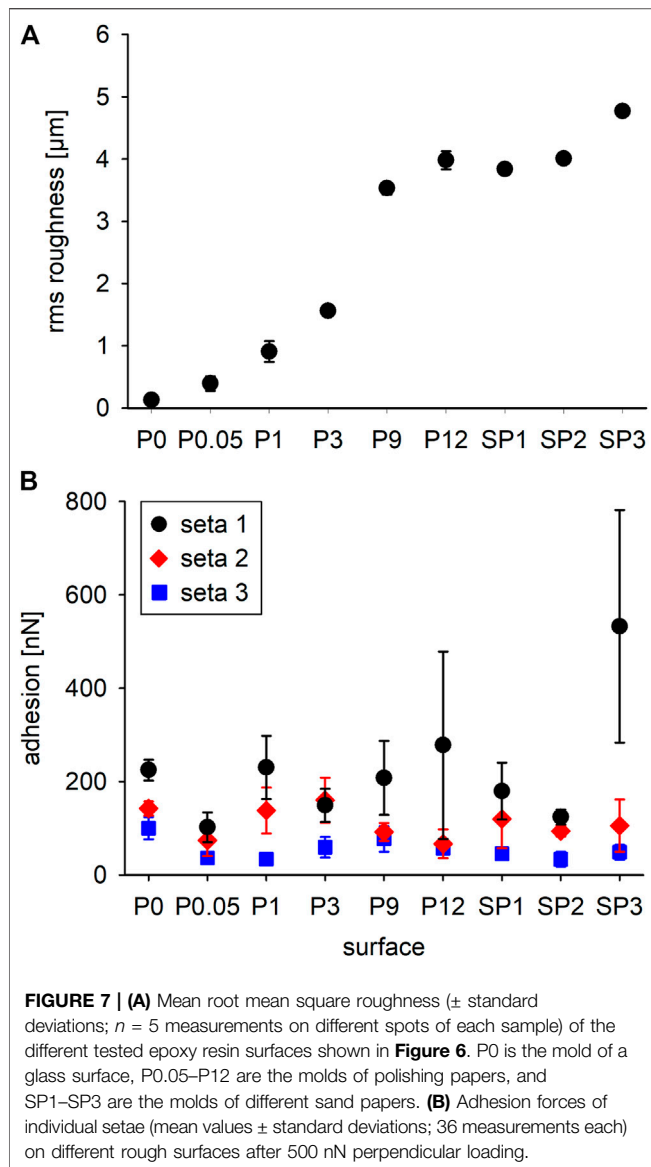 A
6
5
4
3
2
1
0
rms roughness [µm]
P0 P0.05 P1 P3 P9 P12 SP1 SP2 SP3
B
800
600
400
200
0
adhesion [nN]
seta 1
seta 2
seta 3
P0 P0.05 P1 P3 P9 P12 SP1 SP2 SP3
surface
FIGURE 7 | (A) Mean root mean square roughness (± standard
deviations; n = 5 measurements on different spots of each sample) of the
different tested epoxy resin surfaces shown in Figure 6. P0 is the mold of a
glass surface, P0.05–P12 are the molds of polishing papers, and
SP1–SP3 are the molds of different sand papers. (B) Adhesion forces of
individual setae (mean values ± standard deviations; 36 measurements each)
on different rough surfaces after 500 nN perpendicular loading.